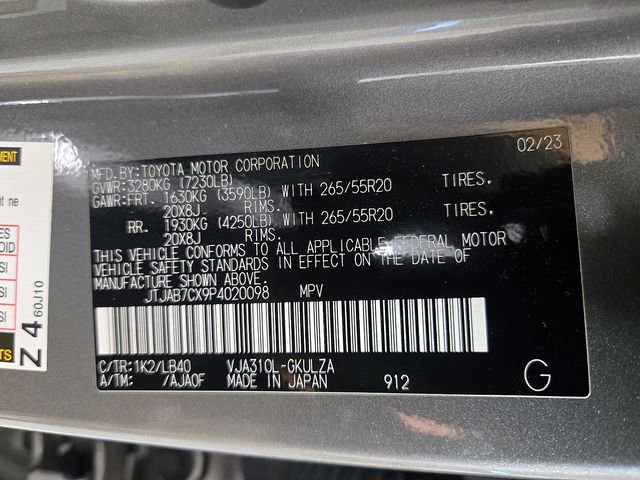 02/23
MFD.BY:TOYOTA MOTOR CORPORATION
GVWR:3280KG (7230LB)
GAWR:FRT. 1630KG (3590LB) WITH 265/55R20 TIRES,
20X8J RIMS.
RR. 1930KG (4250LB) WITH 265/55R20 TIRES,
20X8J RIMS.
THIS VEHICLE CONFORMS TO ALL APPLICABLE FEDERAL MOTOR
VEHICLE SAFETY STANDARDS IN EFFECT ON THE DATE OF
MANUFACTURE SHOWN ABOVE.
JTJAB7CX9P4020098 MPV
C/TR:1K2/LB40 VJA310L-GKULZA
A/TM: /AJA0F MADE IN JAPAN 912
G
Z 4 60J10